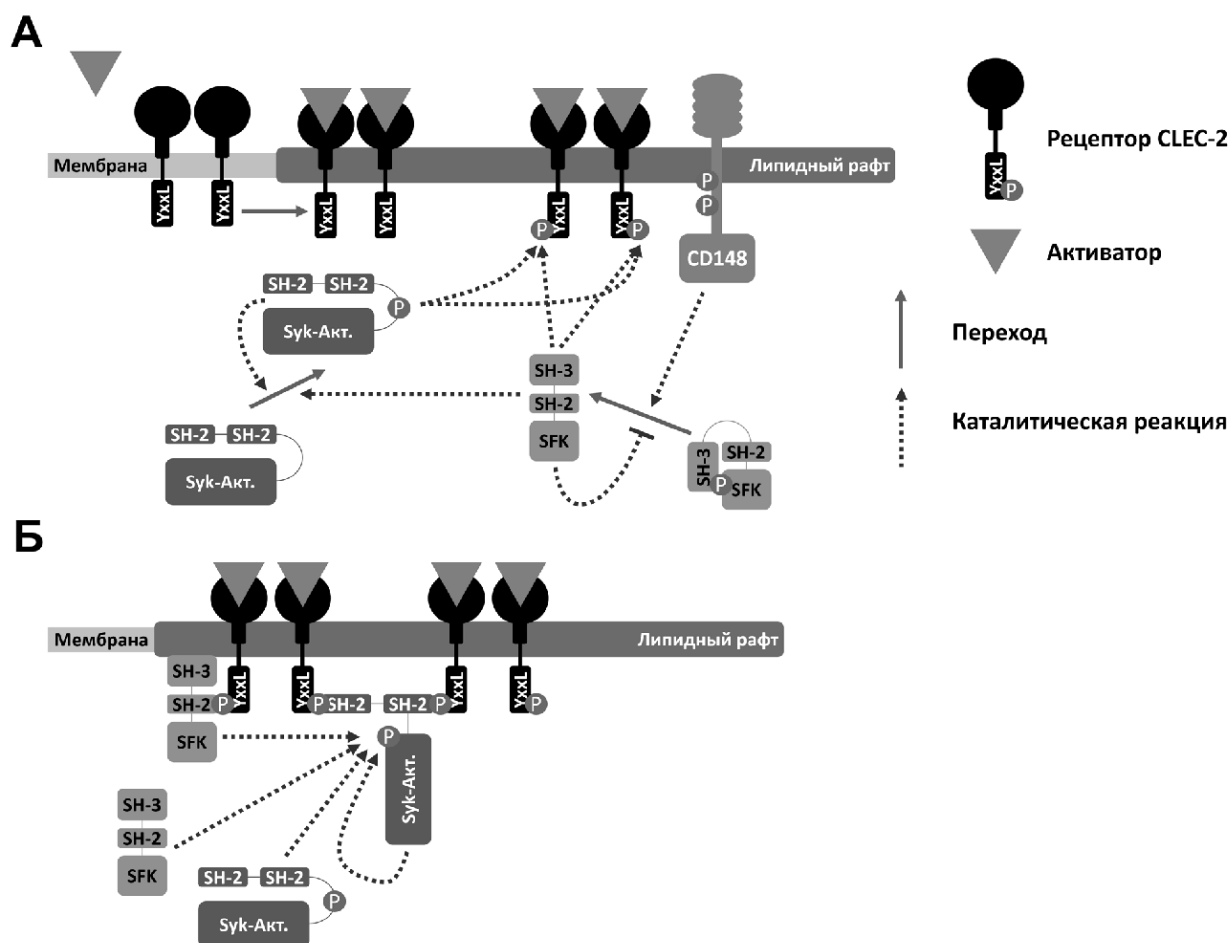 А
Мембрана
Липидный рафт
YxxL
YxxL
YxxL
YxxL
YxxL
YxxL
P
P
P
P
CD148
SH-2
SH-2
P
Syk-Акт.
SH-3
SH-2
SFK
SH-2
SH-2
Syk-Акт.
SH-3
SH-2
P
SFK
YxxL
P
Рецептор CLEC-2
Активатор
Переход
Каталитическая реакция
Б
Мембрана
Липидный рафт
SH-3
SH-2
P
SFK
YxxL
YxxL
YxxL
YxxL
P
SH-2
SH-2
P
P
P
Syk-Акт.
SH-3
SH-2
SFK
SH-2
SH-2
P
Syk-Акт.